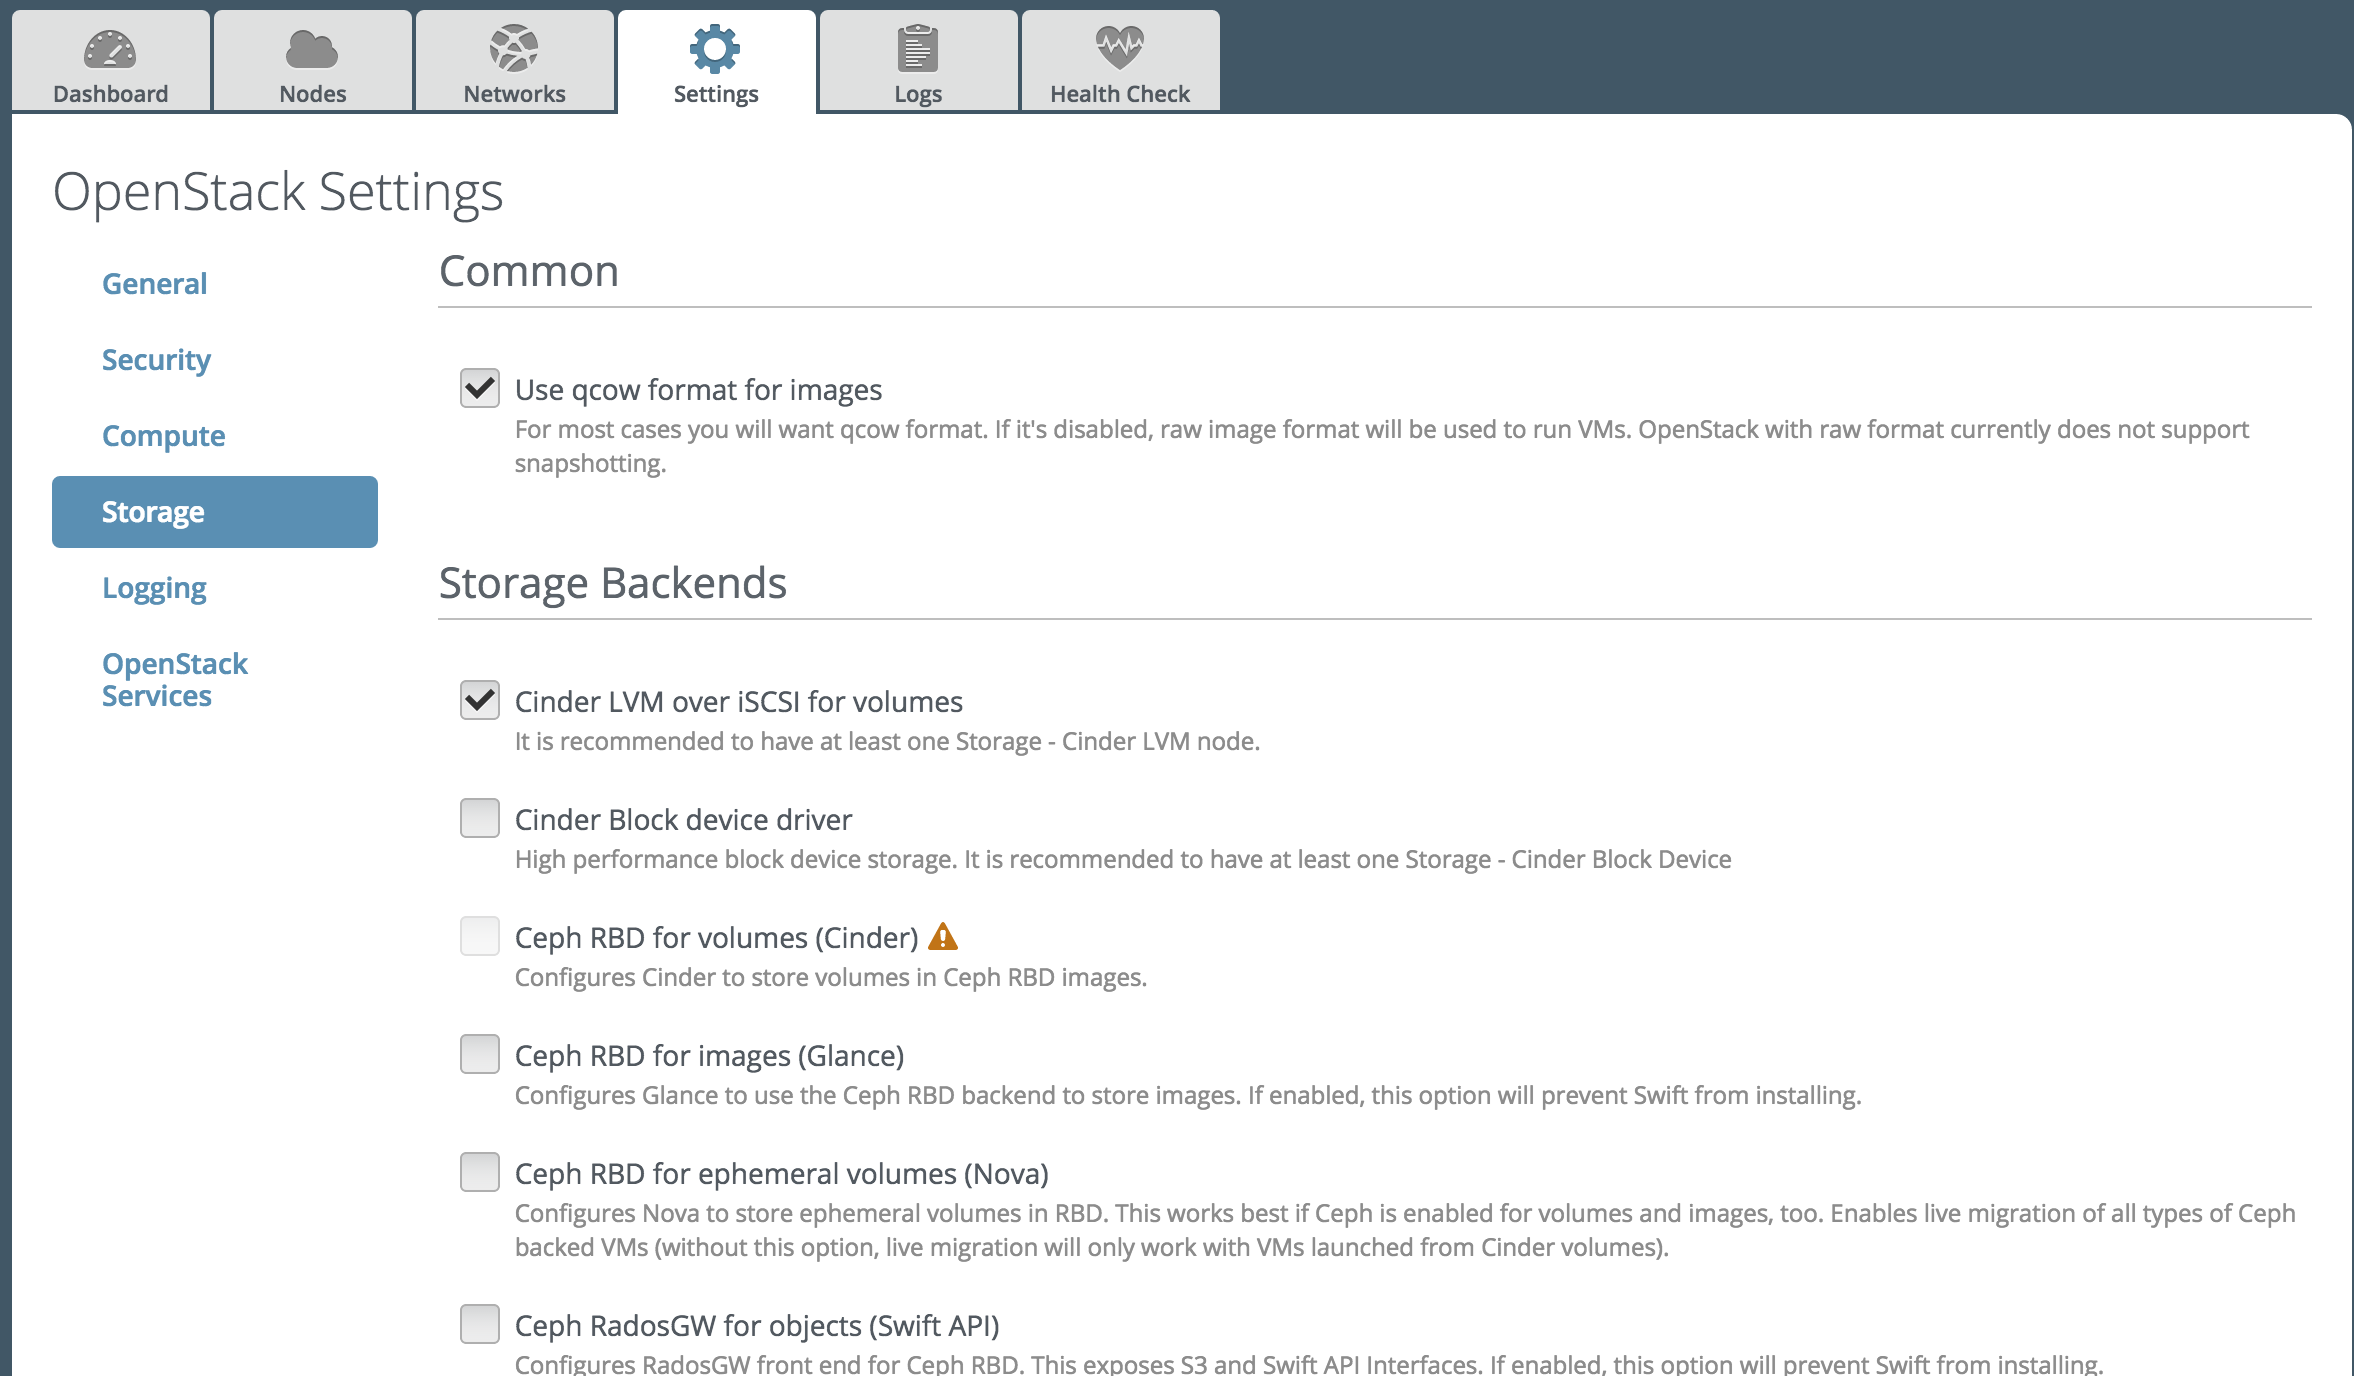 Dashboard
Nodes
Networks
Settings
Logs
Health Check
OpenStack Settings
General
Security
Compute
Storage
Logging
OpenStack
Services
Common
Use qcow format for images
For most cases you will want qcow format. If it's disabled, raw image format will be used to run VMs. OpenStack with raw format currently does not support
snapshotting.
Storage Backends
Cinder LVM over iSCSI for volumes
It is recommended to have at least one Storage - Cinder LVM node.
Cinder Block device driver
High performance block device storage. It is recommended to have at least one Storage - Cinder Block Device
Ceph RBD for volumes (Cinder)
Configures Cinder to store volumes in Ceph RBD images.
Ceph RBD for images (Glance)
Configures Glance to use the Ceph RBD backend to store images. If enabled, this option will prevent Swift from installing.
Ceph RBD for ephemeral volumes (Nova)
Configures Nova to store ephemeral volumes in RBD. This works best if Ceph is enabled for volumes and images, too. Enables live migration of all types of Ceph
backed VMs (without this option, live migration will only work with VMs launched from Cinder volumes).
Ceph RadosGW for objects (Swift API)
Configures RadosGW front end for Ceph RBD. This exposes S3 and Swift API Interfaces. If enabled, this option will prevent Swift from installing.